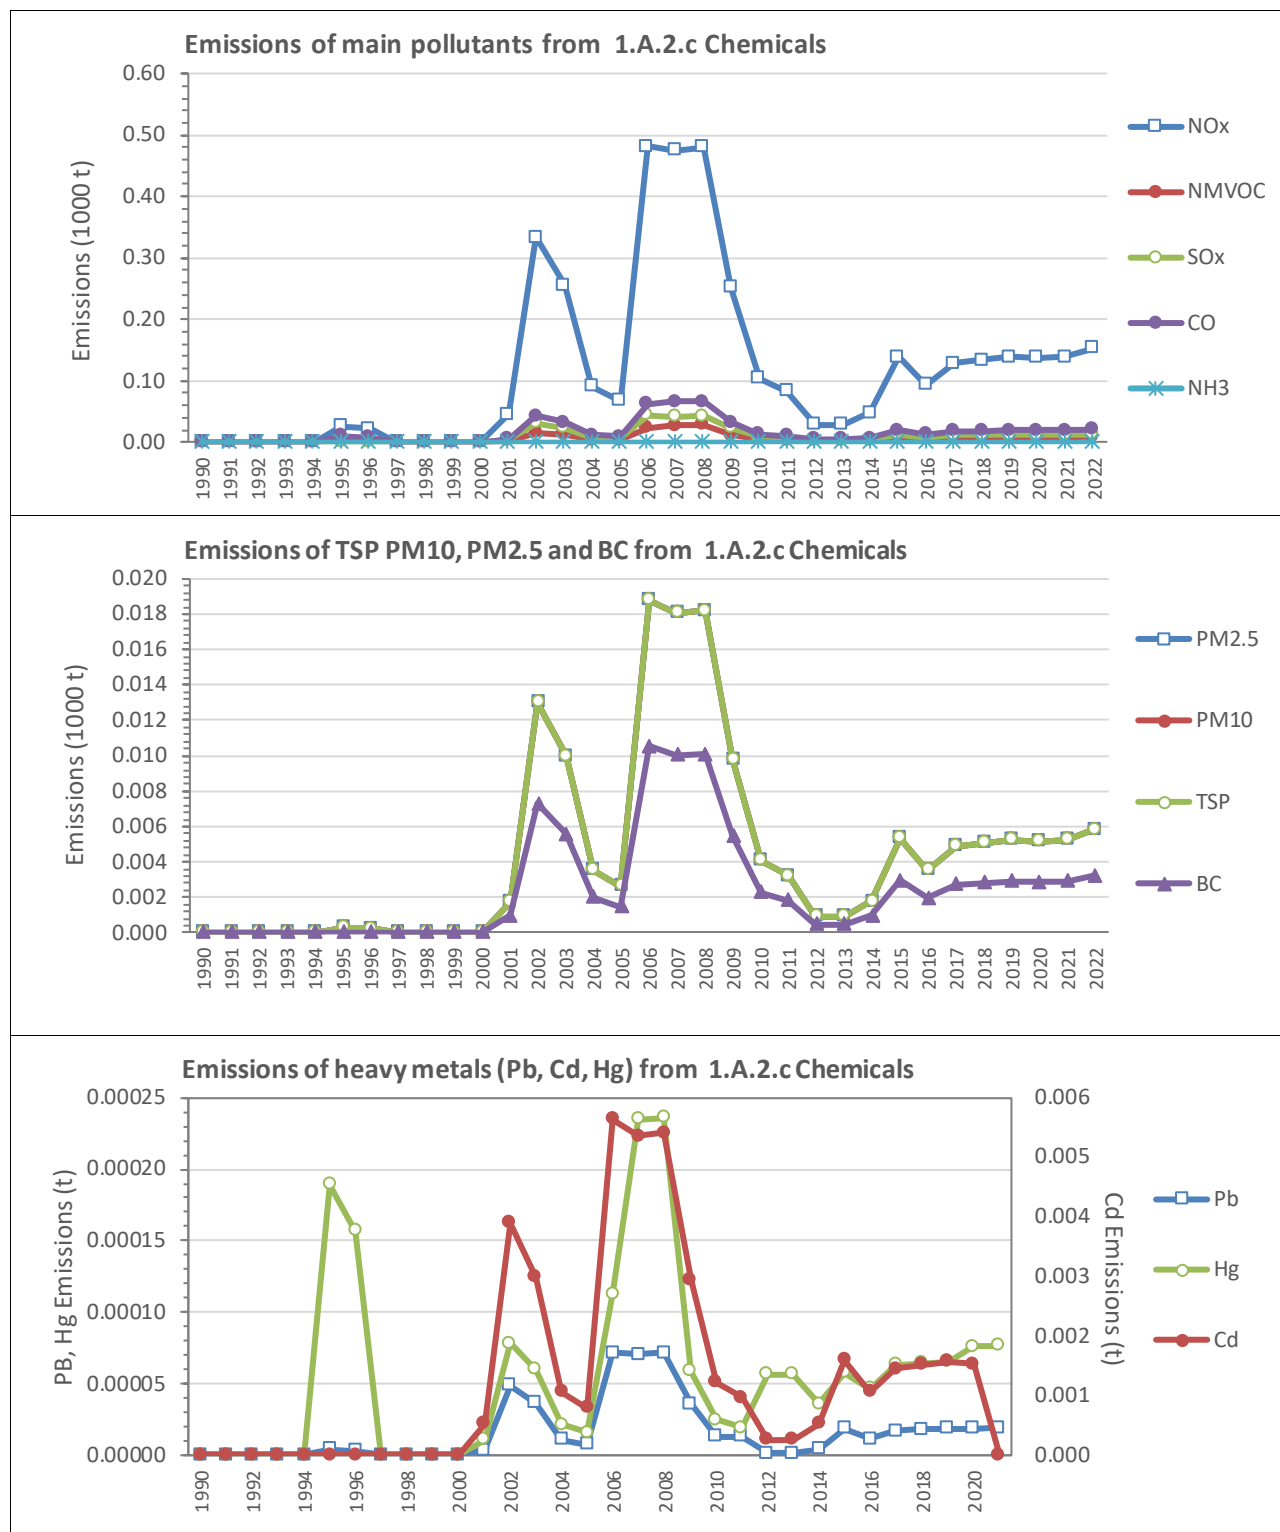 Emissions of main pollutants from 1.A.2.c Chemicals
Emissions (1000 t)
0.60
0.50
0.40
0.30
0.20
0.10
0.00
1990 1991 1992 1993 1994 1995 1996 1997 1998 1999 2000 2001 2002 2003 2004 2005 2006 2007 2008 2009 2010 2011 2012 2013 2014 2015 2016 2017 2018 2019 2020 2021 2022
NOx
NMVOC
SOx
CO
NH3
Emissions of TSP PM10, PM2.5 and BC from 1.A.2.c Chemicals
Emissions (1000 t)
0.020
0.018
0.016
0.014
0.012
0.010
0.008
0.006
0.004
0.002
0.000
1990 1991 1992 1993 1994 1995 1996 1997 1998 1999 2000 2001 2002 2003 2004 2005 2006 2007 2008 2009 2010 2011 2012 2013 2014 2015 2016 2017 2018 2019 2020 2021 2022
PM2.5
PM10
TSP
BC
Emissions of heavy metals (Pb, Cd, Hg) from 1.A.2.c Chemicals
PB, Hg Emissions (t)
0.00025
0.00020
0.00015
0.00010
0.00005
0.00000
1990 1992 1994 1996 1998 2000 2002 2004 2006 2008 2010 2012 2014 2016 2018 2020
0.006
0.005
0.004
0.003
0.002
0.001
0.000
Cd Emissions (t)
Pb
Hg
Cd